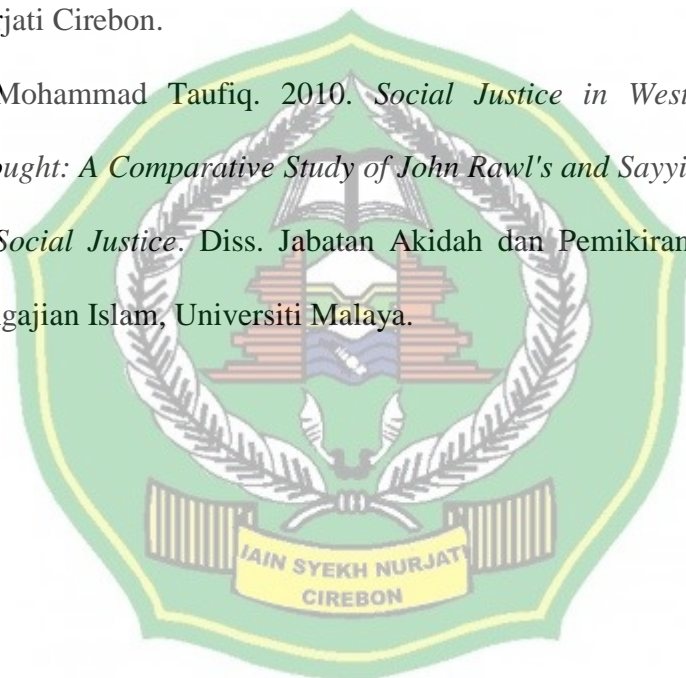 rjati Cirebon.
Mohammad Taufiq. 2010. Social Justice in West
ought: A Comparative Study of John Rawl's and Sayyi
Social Justice. Diss. Jabatan Akidah dan Pemikiran
gajian Islam, Universiti Malaya.
IAIN SYEKH NURJATI
CIREBON